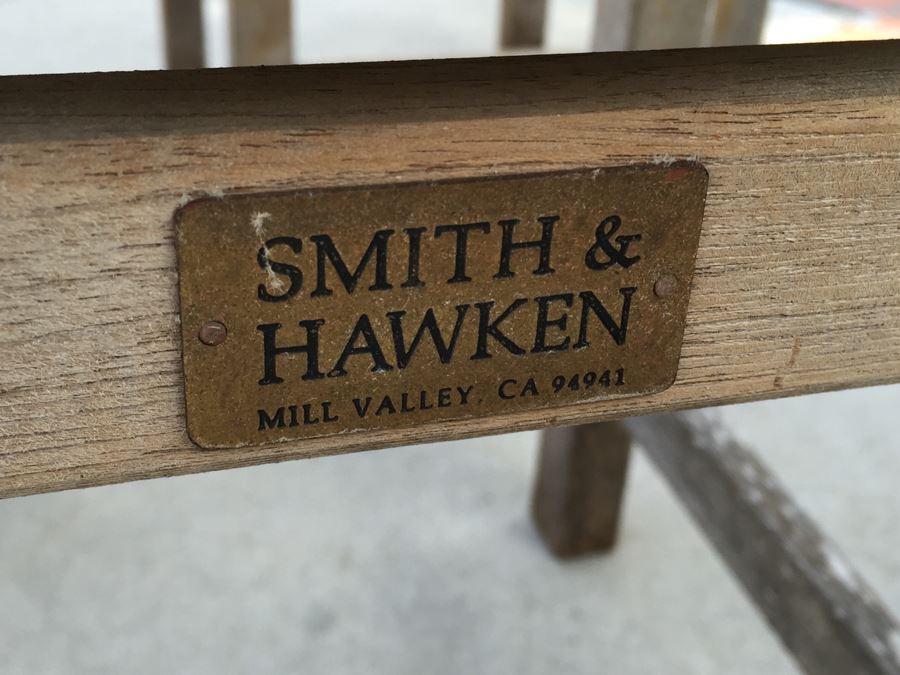 SMITH &
HAWKEN
MILL VALLEY, CA 94941